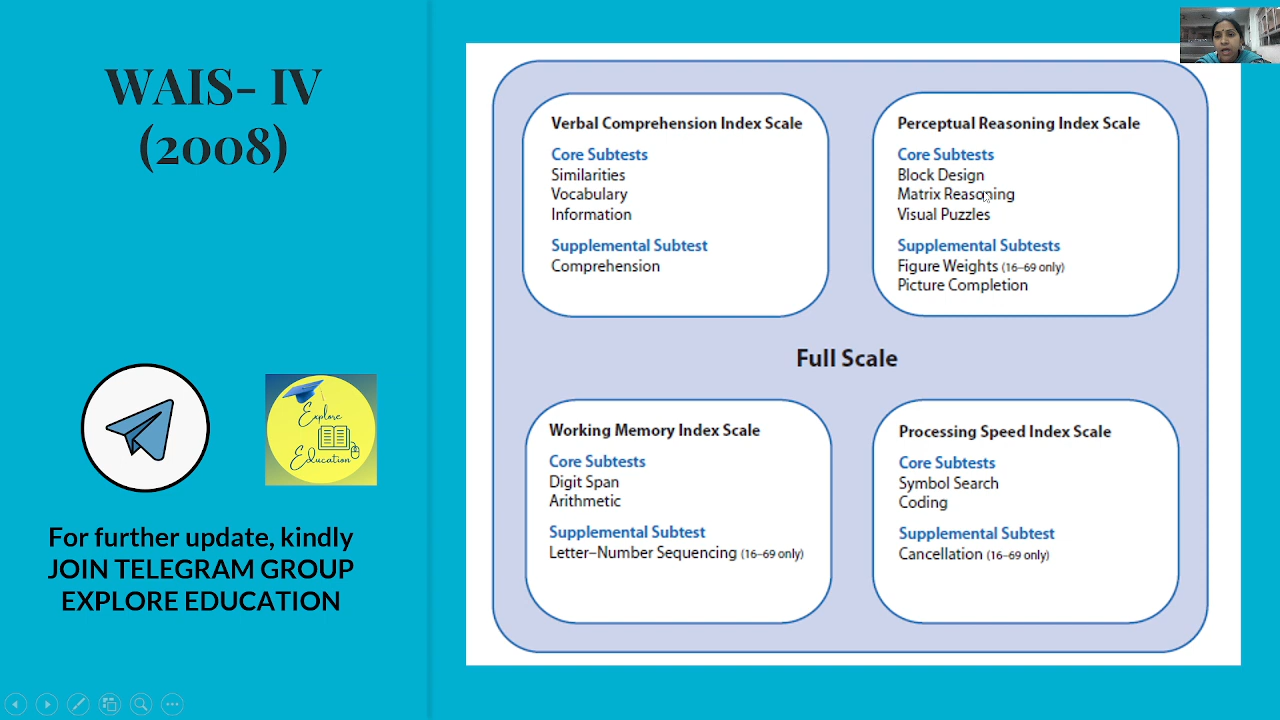 WAIS- IV
(2008)
Explore
Education
For further update, kindly
JOIN TELEGRAM GROUP
EXPLORE EDUCATION
Verbal Comprehension Index Scale
Core Subtests
Similarities
Vocabulary
Information
Supplemental Subtest
Comprehension
Perceptual Reasoning Index Scale
Core Subtests
Block Design
Matrix Reasoning
Visual Puzzles
Supplemental Subtests
Figure Weights (16–69 only)
Picture Completion
Full Scale
Working Memory Index Scale
Core Subtests
Digit Span
Arithmetic
Supplemental Subtest
Letter–Number Sequencing (16–69 only)
Processing Speed Index Scale
Core Subtests
Symbol Search
Coding
Supplemental Subtest
Cancellation (16–69 only)